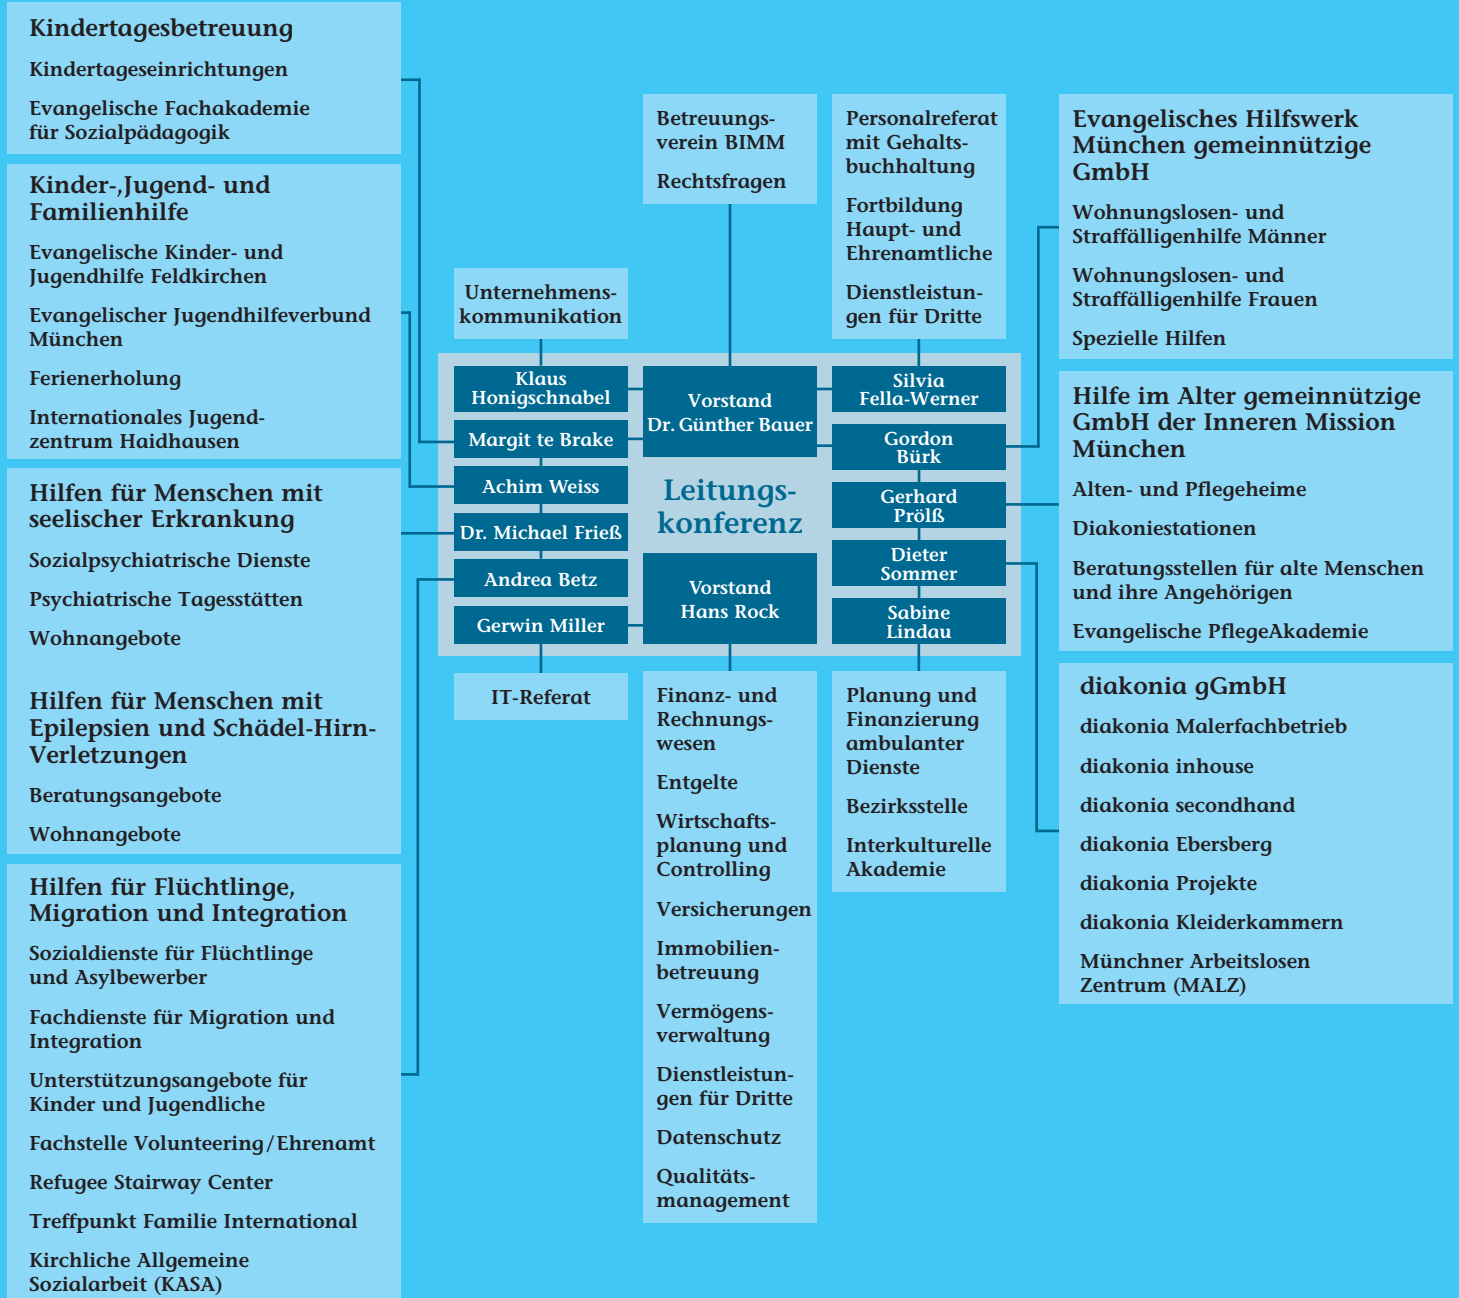 Kindertagesbetreuung
Kindertageseinrichtungen
Evangelische Fachakademie
für Sozialpädagogik
Kinder-,Jugend- und
Familienhilfe
Evangelische Kinder- und
Jugendhilfe Feldkirchen
Evangelischer Jugendhilfeverbund
München
Ferienerholung
Internationales Jugend-
zentrum Haidhausen
Hilfen für Menschen mit
seelischer Erkrankung
Sozialpsychiatrische Dienste
Psychiatrische Tagesstätten
Wohnangebote
Hilfen für Menschen mit
Epilepsien und Schädel-Hirn-
Verletzungen
Beratungsangebote
Wohnangebote
Hilfen für Flüchtlinge,
Migration und Integration
Sozialdienste für Flüchtlinge
und Asylbewerber
Fachdienste für Migration und
Integration
Unterstützungsangebote für
Kinder und Jugendliche
Fachstelle Volunteering/Ehrenamt
Refugee Stairway Center
Treffpunkt Familie International
Kirchliche Allgemeine
Sozialarbeit (KASA)
Unternehmens-
kommunikation
Klaus
Honigschnabel
Margit te Brake
Achim Weiss
Dr. Michael Frieß
Andrea Betz
Gerwin Miller
IT-Referat
Betreuungs-
verein BIMM
Rechtsfragen
Vorstand
Dr. Günther Bauer
Leitungs-
konferenz
Vorstand
Hans Rock
Finanz- und
Rechnungs-
wesen
Entgelte
Wirtschafts-
planung und
Controlling
Versicherungen
Immobilien-
betreuung
Vermögens-
verwaltung
Dienstleistun-
gen für Dritte
Datenschutz
Qualitäts-
management
Personalreferat
mit Gehalts-
buchhaltung
Fortbildung
Haupt- und
Ehrenamtliche
Dienstleistun-
gen für Dritte
Silvia
Fella-Werner
Gordon
Bürk
Gerhard
Prölß
Dieter
Sommer
Sabine
Lindau
Planung und
Finanzierung
ambulanter
Dienste
Bezirksstelle
Interkulturelle
Akademie
Evangelisches Hilfswerk
München gemeinnützige
GmbH
Wohnungslosen- und
Straffälligenhilfe Männer
Wohnungslosen- und
Straffälligenhilfe Frauen
Spezielle Hilfen
Hilfe im Alter gemeinnützige
GmbH der Inneren Mission
München
Alten- und Pflegeheime
Diakoniestationen
Beratungsstellen für alte Menschen
und ihre Angehörigen
Evangelische PflegeAkademie
diakonia gGmbH
diakonia Malerfachbetrieb
diakonia inhouse
diakonia secondhand
diakonia Ebersberg
diakonia Projekte
diakonia Kleiderkammern
Münchner Arbeitslosen
Zentrum (MALZ)